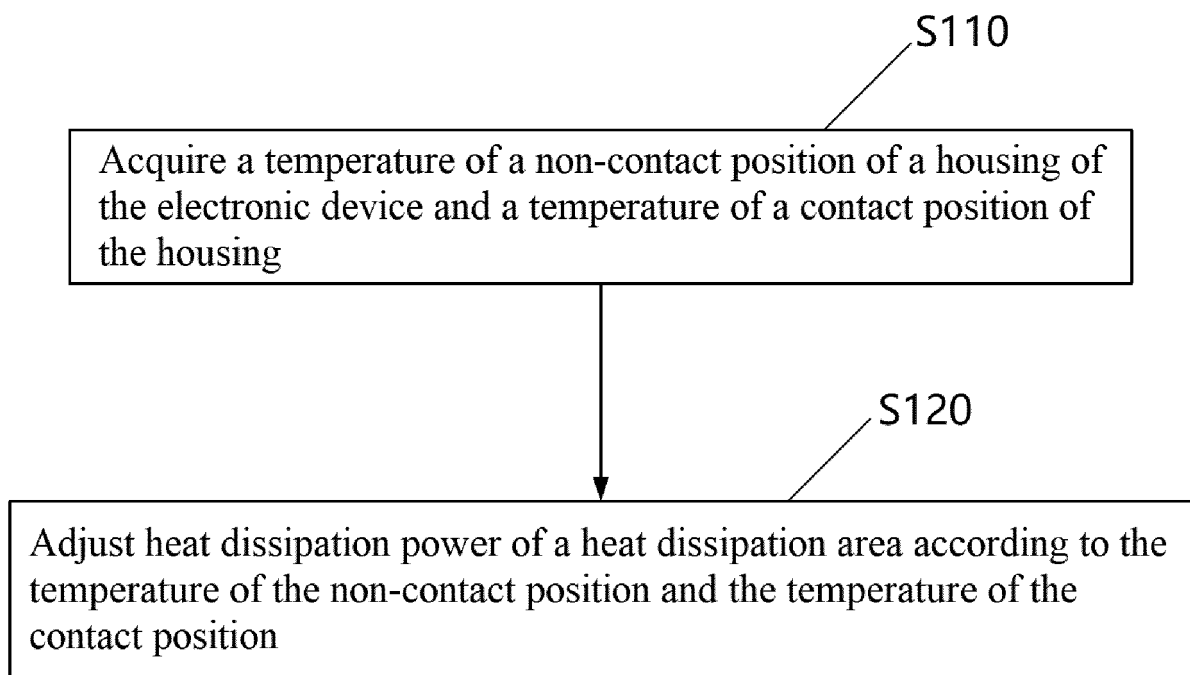 S110
Acquire a temperature of a non-contact position of a housing of
the electronic device and a temperature of a contact position of
the housing
S120
Adjust heat dissipation power of a heat dissipation area according to the
temperature of the non-contact position and the temperature of the
contact position